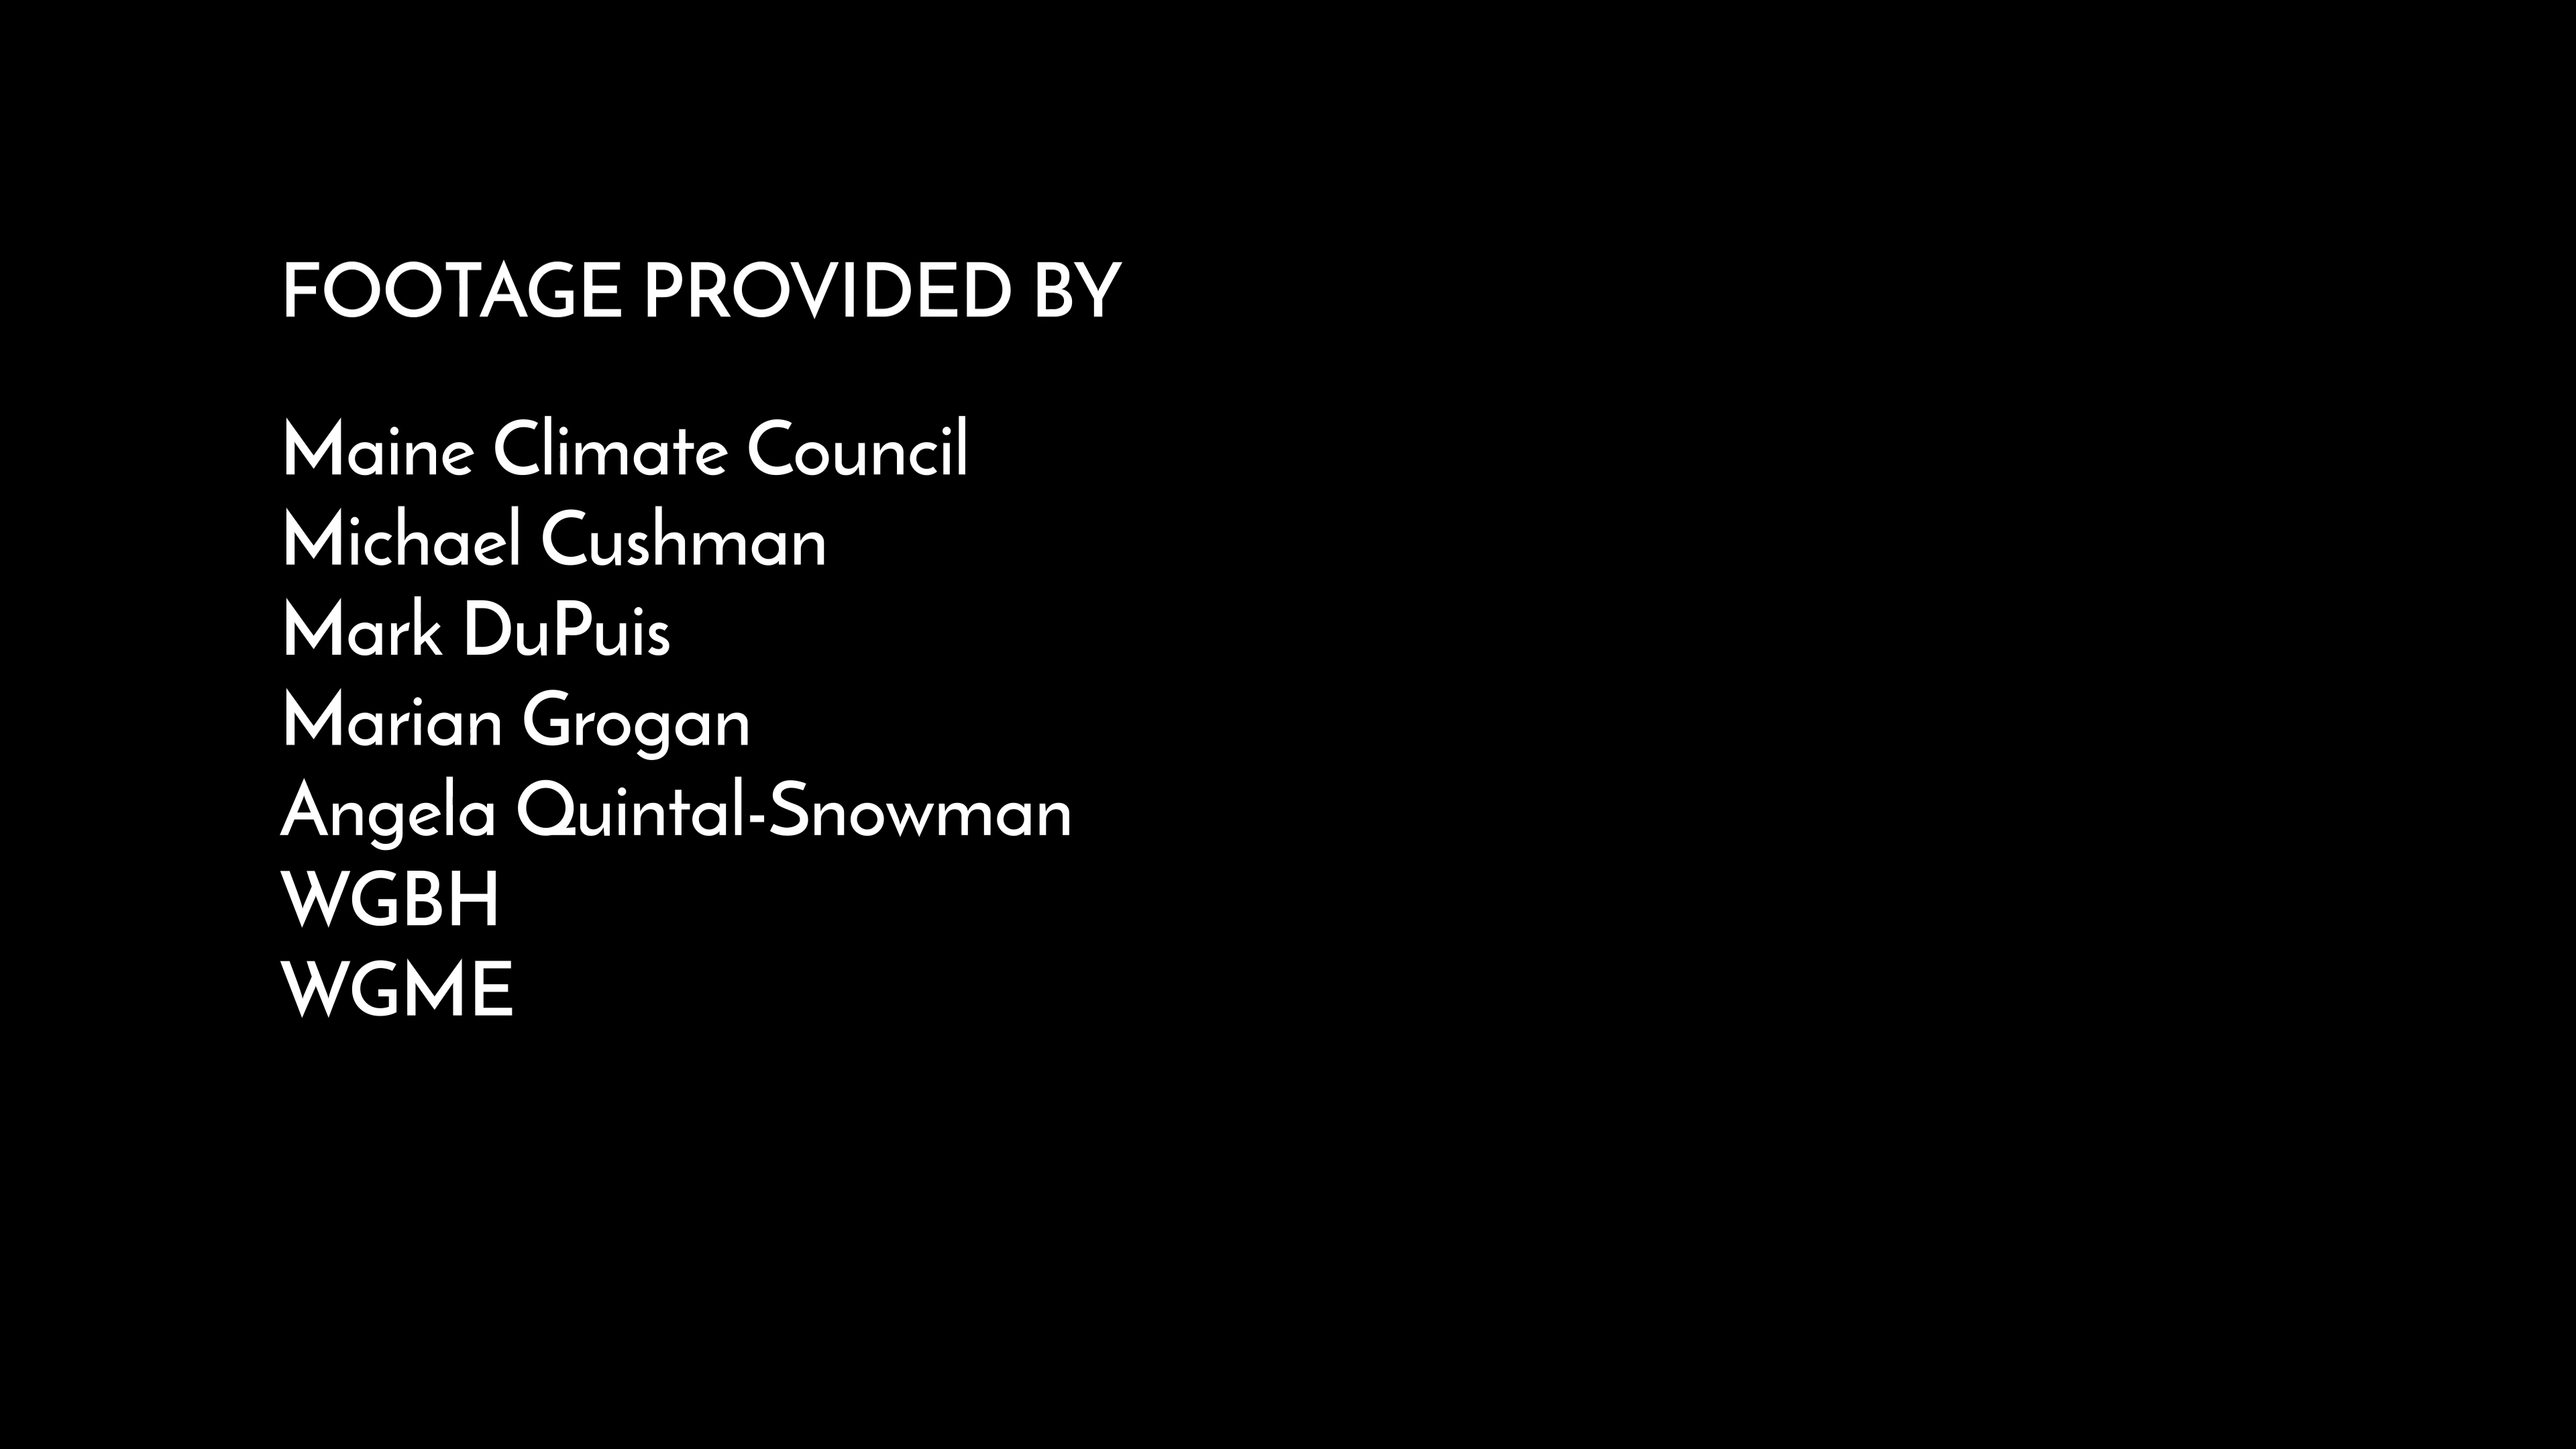 FOOTAGE PROVIDED BY
Maine Climate Council
Michael Cushman
Mark DuPuis
Marian Grogan
Angela Quintal-Snowman
WGBH
WGME